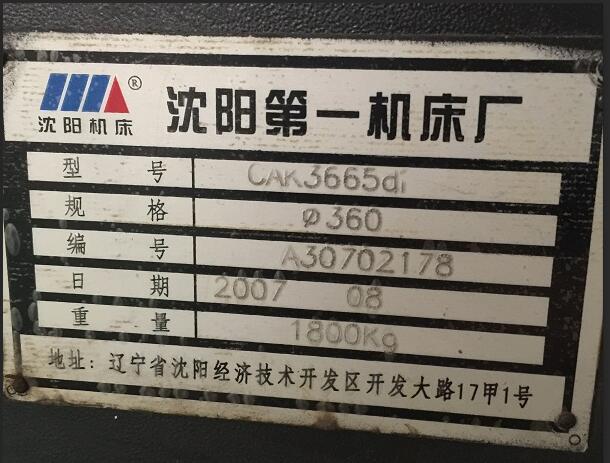 沈阳机床 ® 沈阳第一机床厂
型 号 CAK3665di
规 格 ø360
编 号 A30702178
日 期 2007 08
重 量 1800Kg
地址: 辽宁省沈阳经济技术开发区开发大路17甲1号